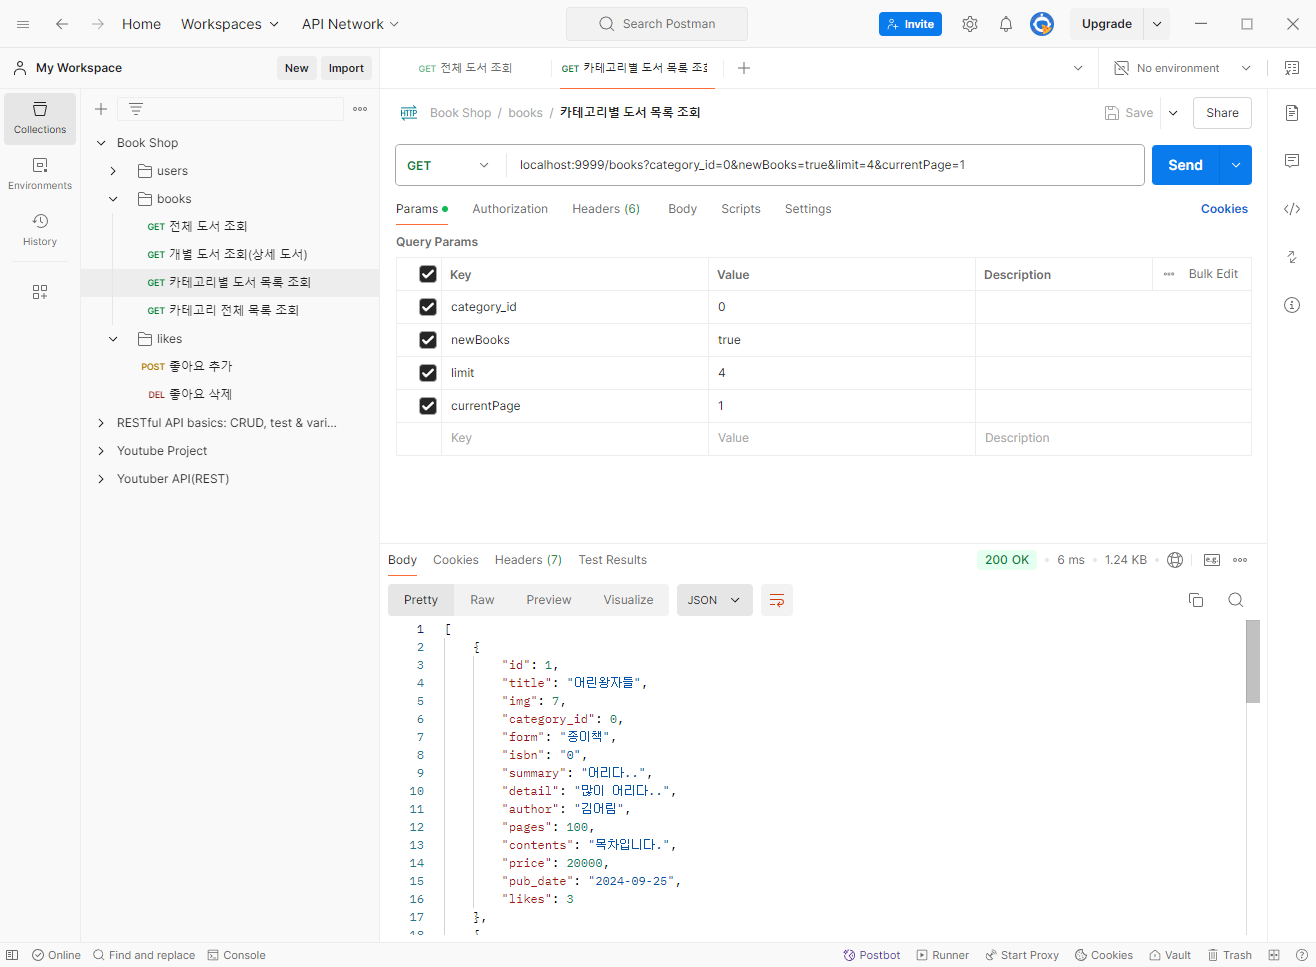 Home Workspaces API Network Search Postman Invite Upgrade
My Workspace New Import
GET 전체 도서 조회 GET 카테고리별 도서 목록 조회 No environment
Collections
Environments
History
Book Shop
users
books
GET 전체 도서 조회
GET 개별 도서 조회(상세 도서)
GET 카테고리별 도서 목록 조회
GET 카테고리 전체 목록 조회
likes
POST 좋아요 추가
DEL 좋아요 삭제
RESTful API basics: CRUD, test & vari...
Youtube Project
Youtuber API(REST)
HTTP Book Shop / books / 카테고리별 도서 목록 조회 Save Share
GET localhost:9999/books?category_id=0&newBooks=true&limit=4&currentPage=1 Send
Params Authorization Headers (6) Body Scripts Settings Cookies
Query Params
Key Value Description Bulk Edit
category_id 0
newBooks true
limit 4
currentPage 1
Key Value Description
Body Cookies Headers (7) Test Results 200 OK 6 ms 1.24 KB e.g.
Pretty Raw Preview Visualize JSON
1 [
2 {
3 "id": 1,
4 "title": "어린왕자들",
5 "img": 7,
6 "category_id": 0,
7 "form": "종이책",
8 "isbn": "0",
9 "summary": "어리다..",
10 "detail": "많이 어리다..",
11 "author": "김어림",
12 "pages": 100,
13 "contents": "목차입니다.",
14 "price": 20000,
15 "pub_date": "2024-09-25",
16 "likes": 3
17 },
18 {
Online Find and replace Console Postbot Runner Start Proxy Cookies Vault Trash